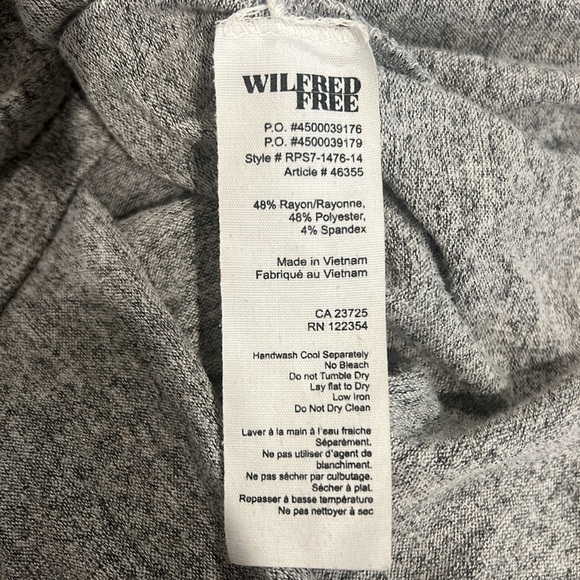 WILFRED
FREE
P.O. #4500039176
P.O. #4500039179
Style # RPS7-1476-14
Article # 46355
48% Rayon/Rayonne,
48% Polyester,
4% Spandex
Made in Vietnam
Fabriqué au Vietnam
CA 23725
RN 122354
Handwash Cool Separately
No Bleach
Do not Tumble Dry
Lay flat to Dry
Low Iron
Do Not Dry Clean
Laver à la main à l'eau fraiche
Séparément.
Ne pas utiliser d'agent de
blanchiment.
Ne pas sécher par culbutage.
Sécher à plat.
Repasser à basse température
Ne pas nettoyer à sec